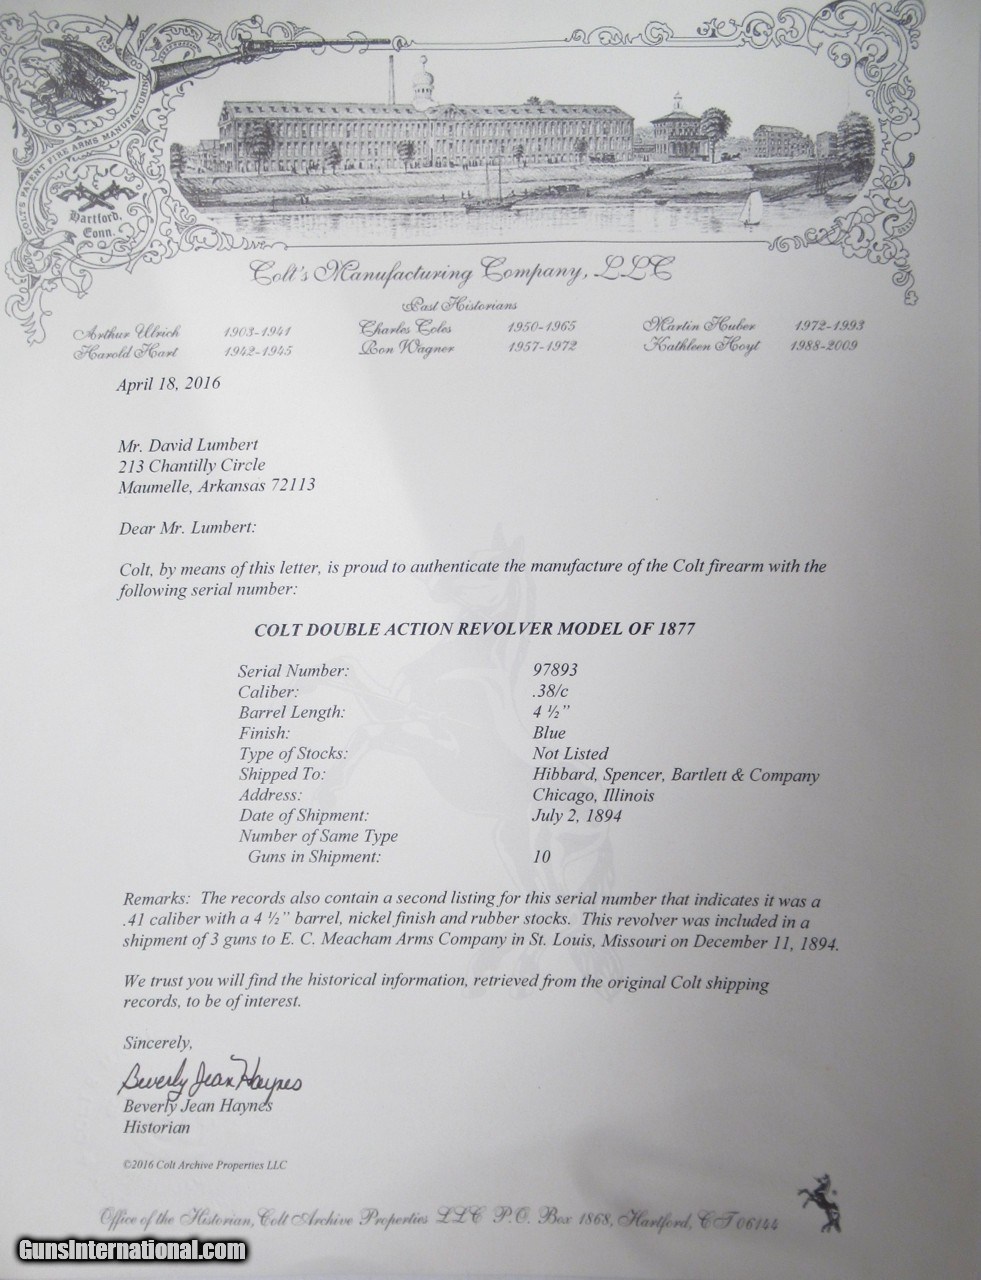 COLT'S PATENT FIRE ARMS MANUFACTURING CO.
Hartford,
Conn.
Colt's Manufacturing Company, LLC
Past Historians
Arthur Ulrich 1903-1941 Charles Coles 1950-1965 Martin Huber 1972-1993
Harold Hart 1942-1945 Ron Wagner 1957-1972 Kathleen Hoyt 1988-2009
April 18, 2016
Mr. David Lumbert
213 Chantilly Circle
Maumelle, Arkansas 72113
Dear Mr. Lumbert:
Colt, by means of this letter, is proud to authenticate the manufacture of the Colt firearm with the
following serial number:
COLT DOUBLE ACTION REVOLVER MODEL OF 1877
Serial Number: 97893
Caliber: .38/c
Barrel Length: 4 ½"
Finish: Blue
Type of Stocks: Not Listed
Shipped To: Hibbard, Spencer, Bartlett & Company
Address: Chicago, Illinois
Date of Shipment: July 2, 1894
Number of Same Type
Guns in Shipment: 10
Remarks: The records also contain a second listing for this serial number that indicates it was a
.41 caliber with a 4 ½" barrel, nickel finish and rubber stocks. This revolver was included in a
shipment of 3 guns to E. C. Meacham Arms Company in St. Louis, Missouri on December 11, 1894.
We trust you will find the historical information, retrieved from the original Colt shipping
records, to be of interest.
Sincerely,
Beverly Jean Haynes
Beverly Jean Haynes
Historian
©2016 Colt Archive Properties LLC
Office of the Historian, Colt Archive Properties LLC P.O. Box 1868, Hartford, CT 06144
GunsInternational.com